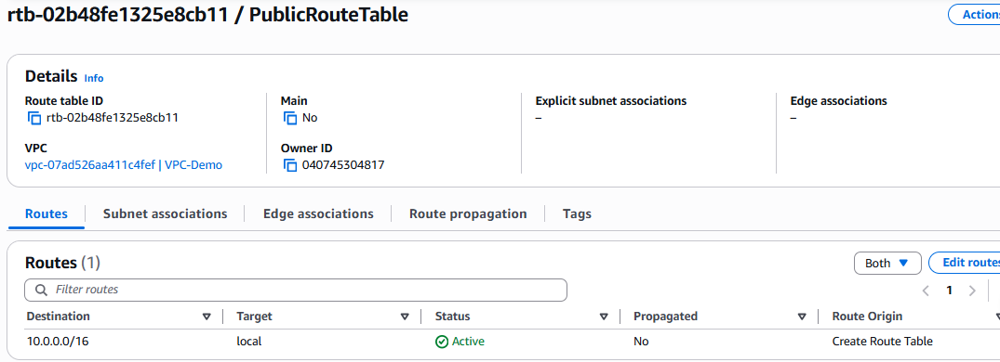 rtb-02b48fe1325e8cb11 / PublicRouteTable
Actions
Details Info
Route table ID
rtb-02b48fe1325e8cb11
Main
No
Explicit subnet associations
–
Edge associations
–
VPC
vpc-07ad526aa411c4fef | VPC-Demo
Owner ID
040745304817
Routes Subnet associations Edge associations Route propagation Tags
Routes (1)
Both Edit routes
Filter routes
1
Destination Target Status Propagated Route Origin
10.0.0.0/16 local Active No Create Route Table